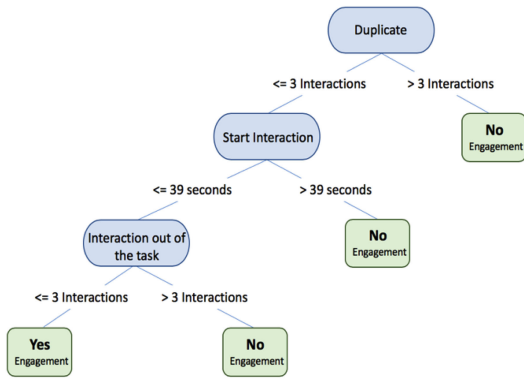 Duplicate
<= 3 Interactions
> 3 Interactions
Start Interaction
No
Engagement
<= 39 seconds
> 39 seconds
Interaction out of
the task
No
Engagement
<= 3 Interactions
> 3 Interactions
Yes
Engagement
No
Engagement